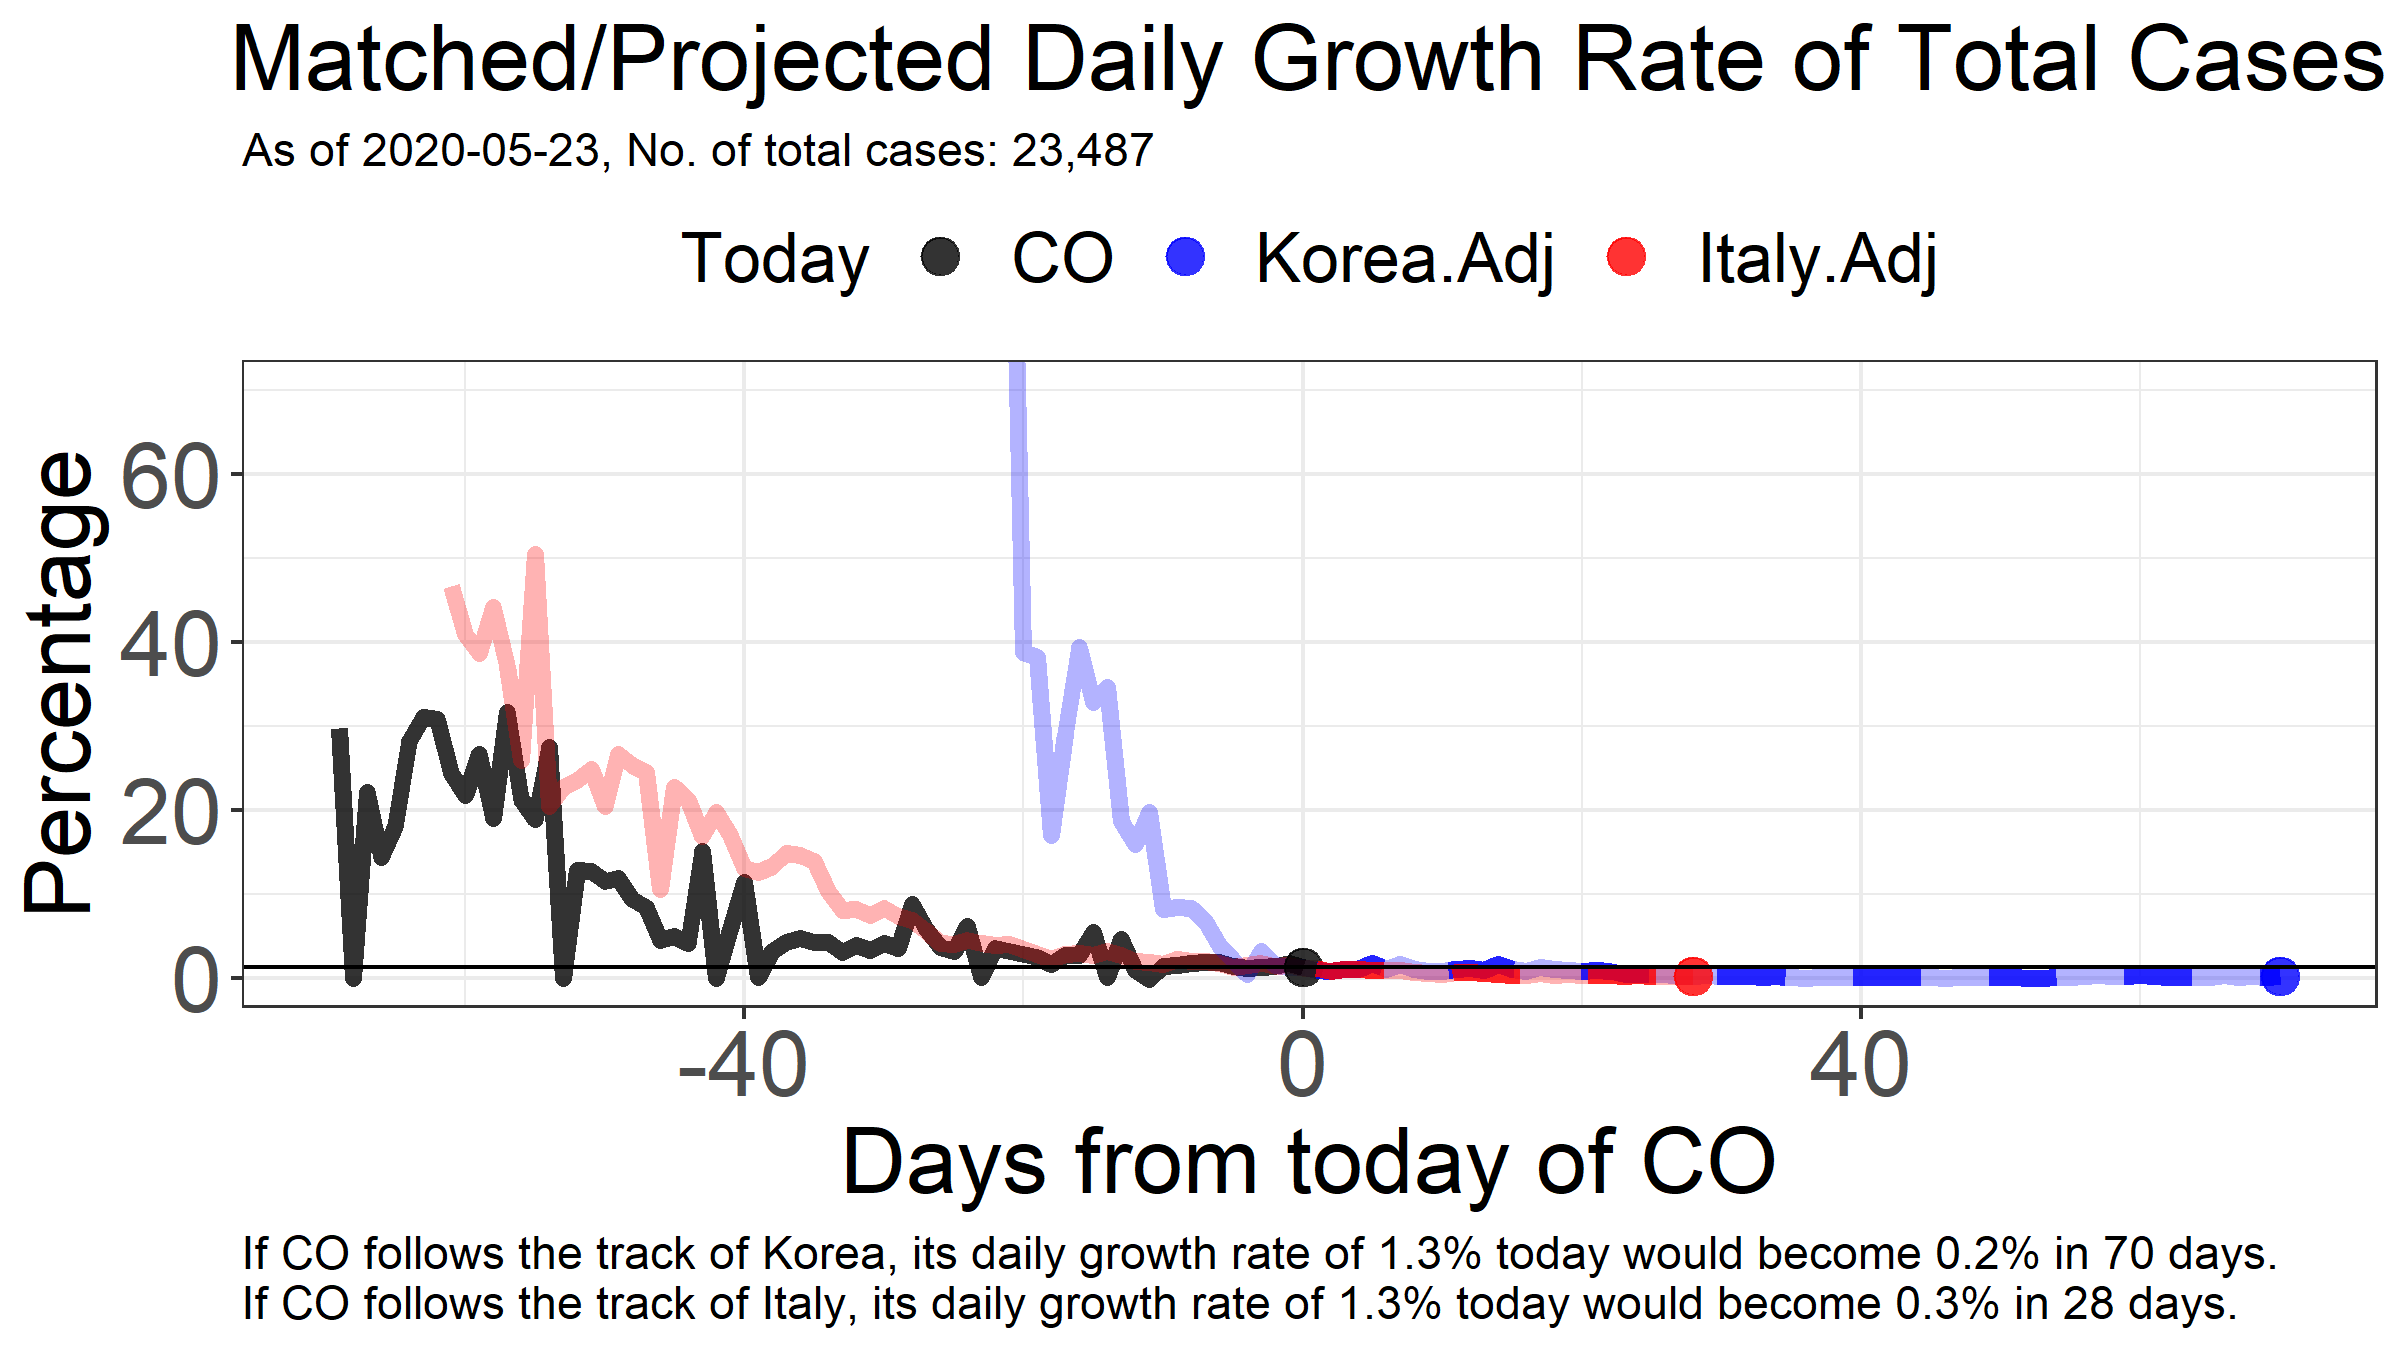 Matched/Projected Daily Growth Rate of Total Cases
As of 2020-05-23, No. of total cases: 23,487
Today CO Korea.Adj Italy.Adj
Percentage
60
40
20
0
-40 0 40
Days from today of CO
If CO follows the track of Korea, its daily growth rate of 1.3% today would become 0.2% in 70 days.
If CO follows the track of Italy, its daily growth rate of 1.3% today would become 0.3% in 28 days.